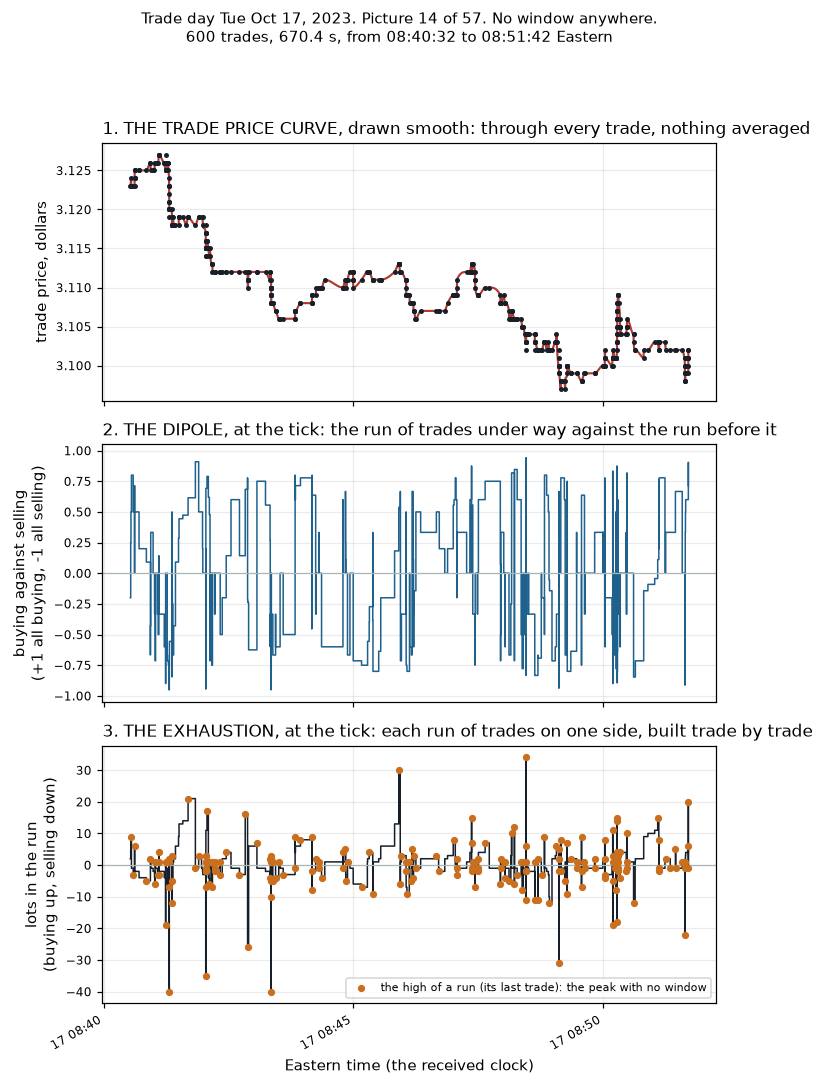 Trade day Tue Oct 17, 2023. Picture 14 of 57. No window anywhere.
600 trades, 670.4 s, from 08:40:32 to 08:51:42 Eastern
1. THE TRADE PRICE CURVE, drawn smooth: through every trade, nothing averaged
trade price, dollars
3.125
3.120
3.115
3.110
3.105
3.100
2. THE DIPOLE, at the tick: the run of trades under way against the run before it
buying against selling
(+1 all buying, -1 all selling)
1.00
0.75
0.50
0.25
0.00
−0.25
−0.50
−0.75
−1.00
3. THE EXHAUSTION, at the tick: each run of trades on one side, built trade by trade
lots in the run
(buying up, selling down)
30
20
10
0
−10
−20
−30
−40
the high of a run (its last trade): the peak with no window
17 08:40
17 08:45
17 08:50
Eastern time (the received clock)